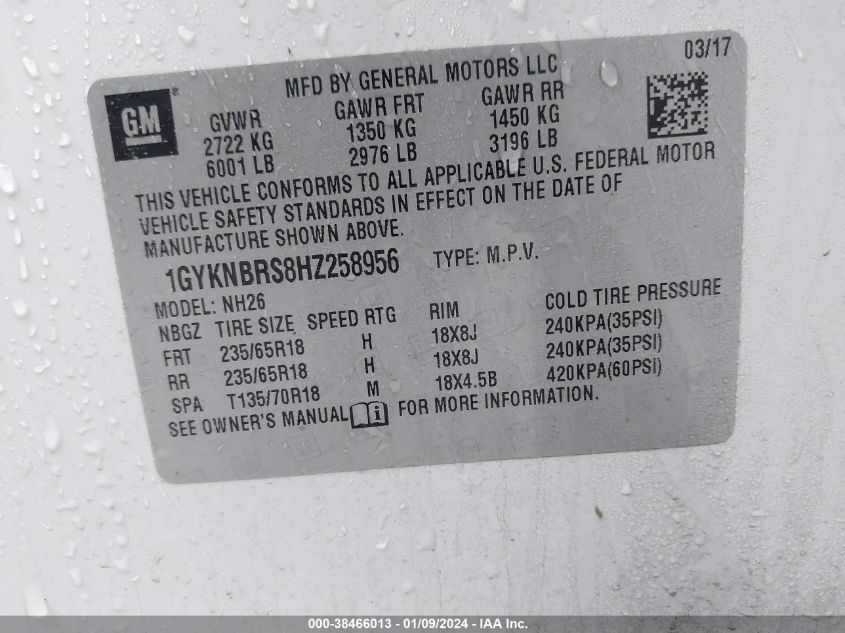 03/17
MFD BY GENERAL MOTORS LLC
GM®
GVWR GAWR FRT GAWR RR
2722 KG 1350 KG 1450 KG
6001 LB 2976 LB 3196 LB
THIS VEHICLE CONFORMS TO ALL APPLICABLE U.S. FEDERAL MOTOR
VEHICLE SAFETY STANDARDS IN EFFECT ON THE DATE OF
MANUFACTURE SHOWN ABOVE.
1GYKNBRS8HZ258956 TYPE: M.P.V.
MODEL: NH26
NBGZ TIRE SIZE SPEED RTG RIM COLD TIRE PRESSURE
FRT 235/65R18 H 18X8J 240KPA(35PSI)
RR 235/65R18 H 18X8J 240KPA(35PSI)
SPA T135/70R18 M 18X4.5B 420KPA(60PSI)
SEE OWNER'S MANUAL FOR MORE INFORMATION.
000-38466013 - 01/09/2024 - IAA Inc.